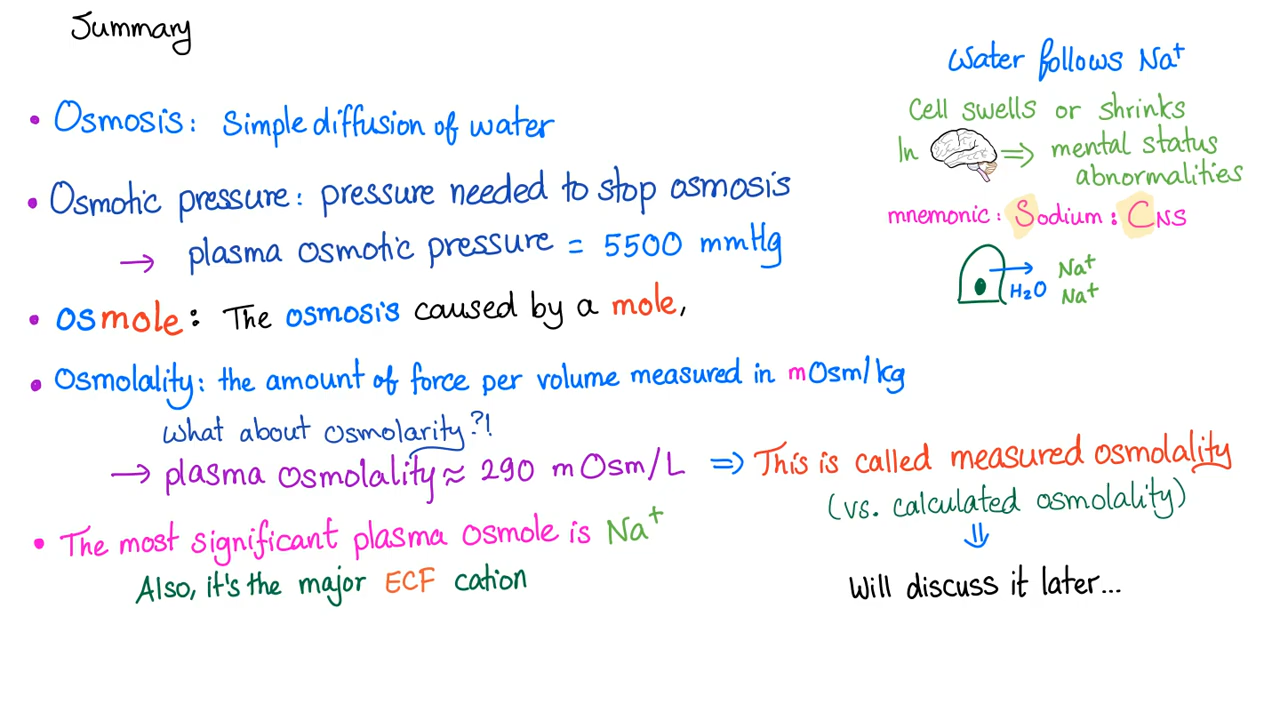 Summary
• Osmosis: Simple diffusion of water
• Osmotic pressure: pressure needed to stop osmosis
→ plasma osmotic pressure = 5500 mmHg
• osmole: The osmosis caused by a mole,
• Osmolality: the amount of force per volume measured in mOsm/kg
What about osmolarity?!
→ plasma osmolality ≈ 290 mOsm/L ⇒ This is called measured osmolality
(vs. calculated osmolality)
⇓
Will discuss it later...
• The most significant plasma osmole is Na⁺
Also, it's the major ECF cation
Water follows Na⁺
Cell swells or shrinks
In ⇒ mental status
abnormalities
mnemonic: Sodium: CNS
→ Na⁺
H₂O Na⁺